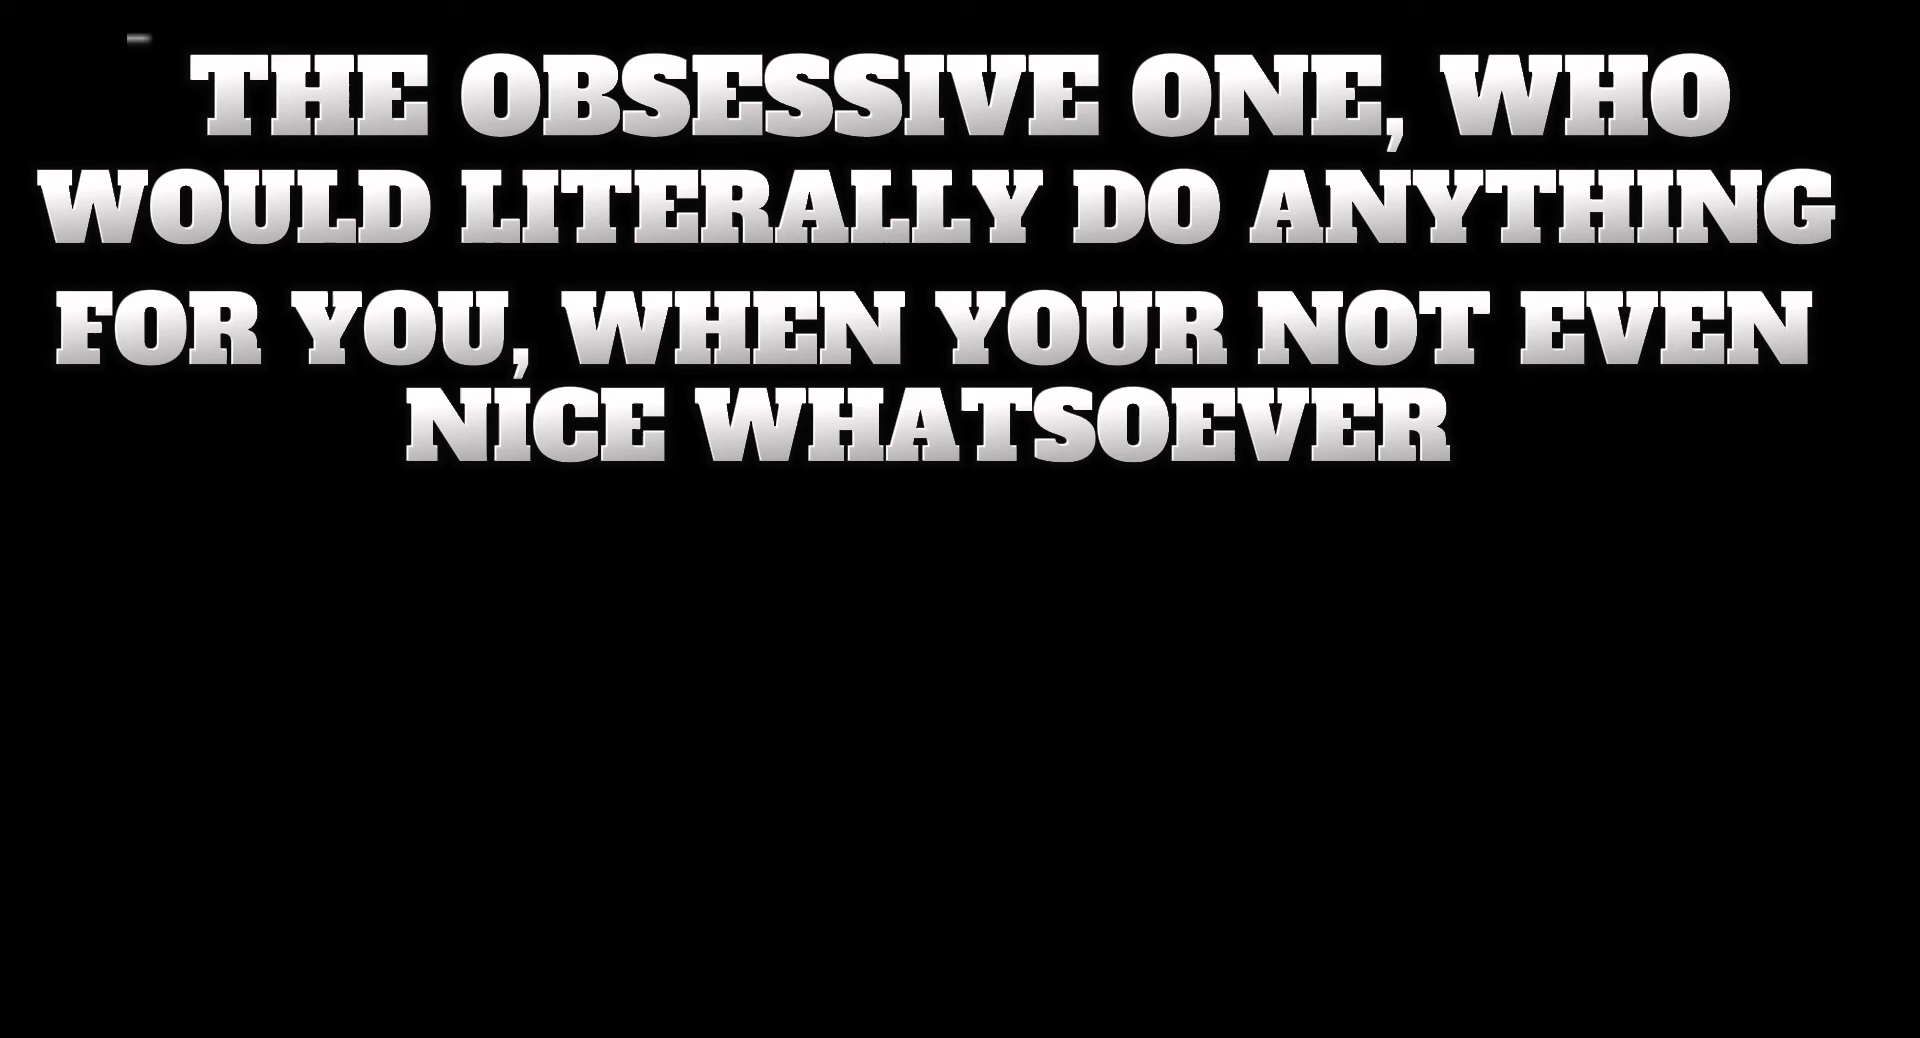 THE OBSESSIVE ONE, WHO
WOULD LITERALLY DO ANYTHING
FOR YOU, WHEN YOUR NOT EVEN
NICE WHATSOEVER